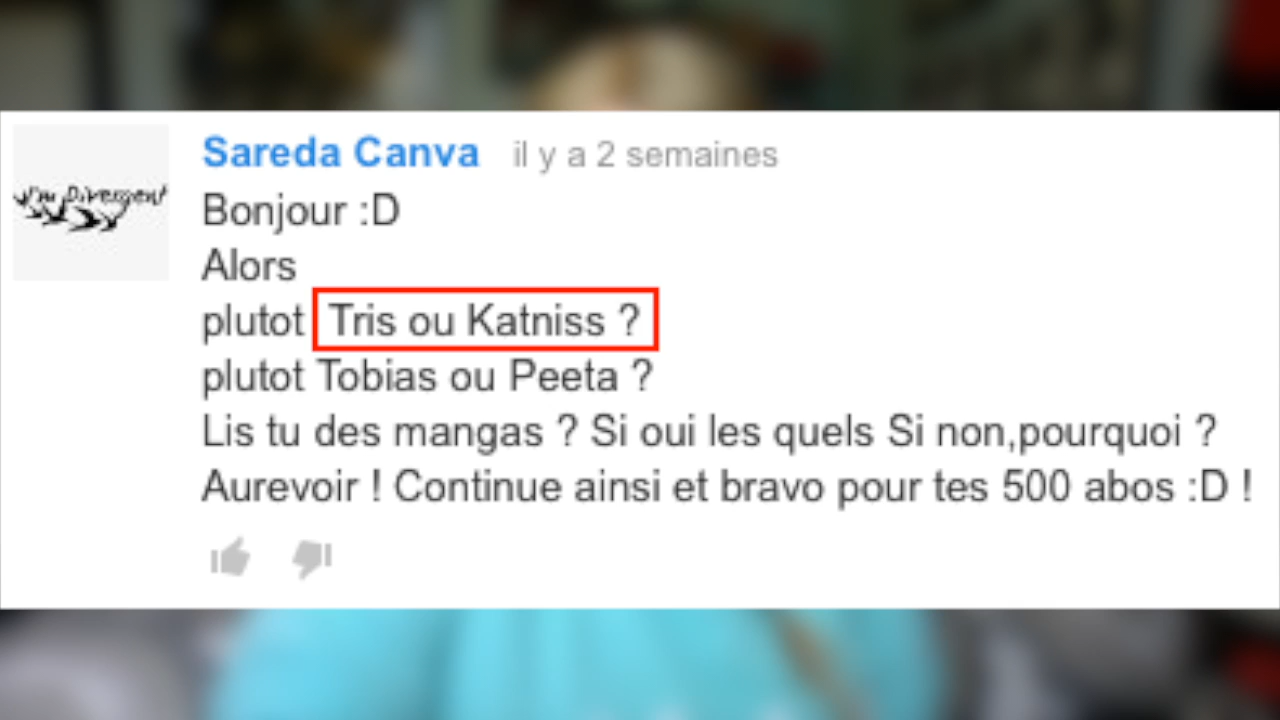 I'm Divergent
Sareda Canva il y a 2 semaines
Bonjour :D
Alors
plutot Tris ou Katniss ?
plutot Tobias ou Peeta ?
Lis tu des mangas ? Si oui les quels Si non,pourquoi ?
Aurevoir ! Continue ainsi et bravo pour tes 500 abos :D !